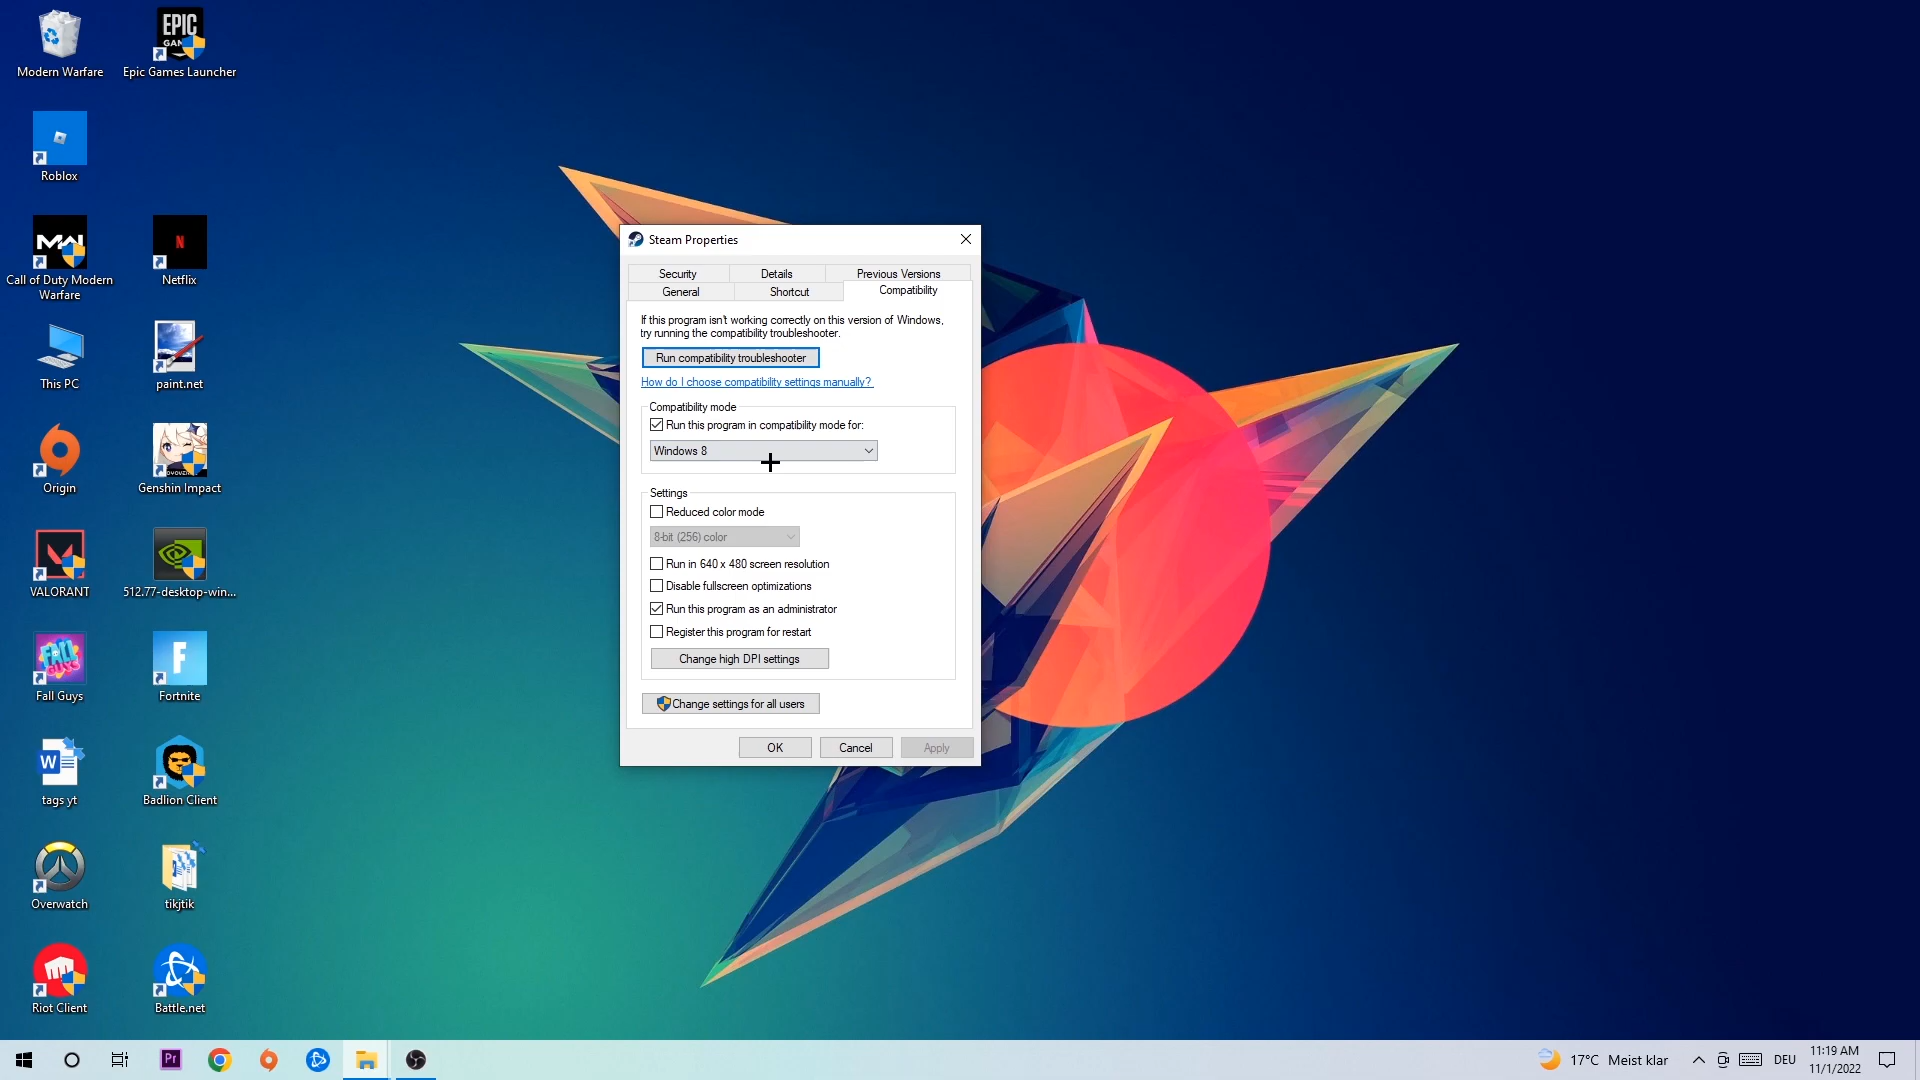 Modern Warfare
EPIC
GAMES
Epic Games Launcher
Roblox
MW
Call of Duty Modern
Warfare
N
Netflix
This PC
paint.net
Origin
Genshin Impact
VALORANT
512.77-desktop-win...
FALL
GUYS
Fall Guys
F
Fortnite
W
tags yt
Badlion Client
Overwatch
tikjtik
Riot Client
Battle.net
Steam Properties
Security
Details
Previous Versions
General
Shortcut
Compatibility
If this program isn't working correctly on this version of Windows,
try running the compatibility troubleshooter.
Run compatibility troubleshooter
How do I choose compatibility settings manually?
Compatibility mode
Run this program in compatibility mode for:
Windows 8
Settings
Reduced color mode
8-bit (256) color
Run in 640 x 480 screen resolution
Disable fullscreen optimizations
Run this program as an administrator
Register this program for restart
Change high DPI settings
Change settings for all users
OK
Cancel
Apply
Pr
17°C Meist klar
DEU
11:19 AM
11/1/2022